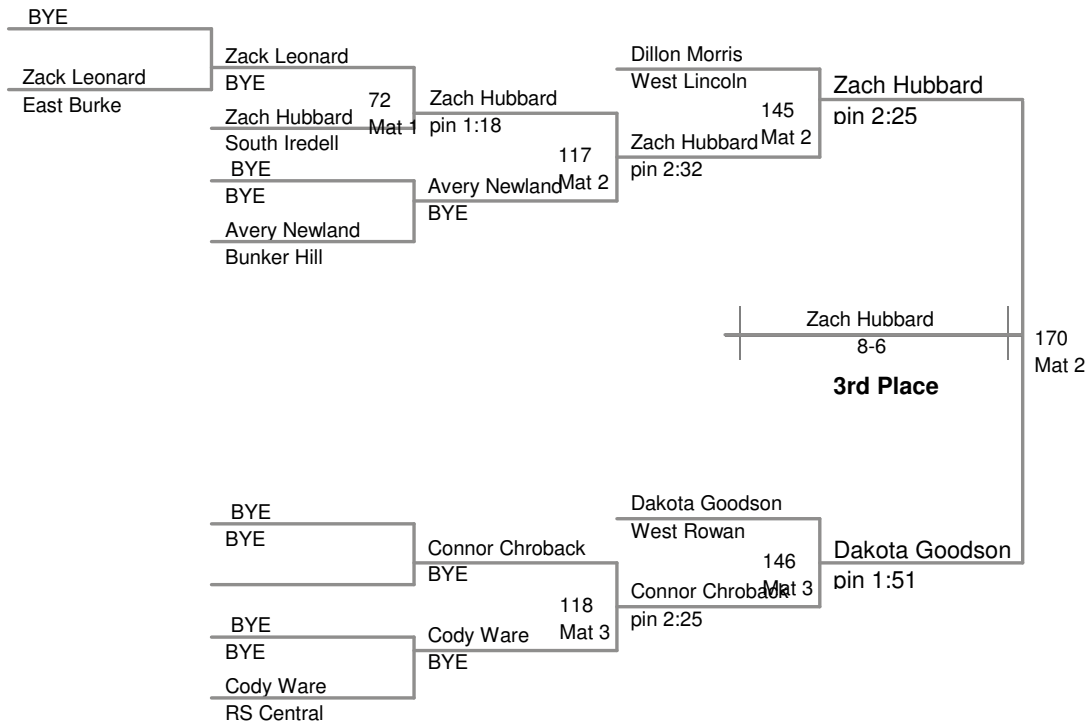 BYE
Zack Leonard
East Burke
Zack Leonard
BYE
Zach Hubbard
South Iredell
72
Mat 1
Zach Hubbard
pin 1:18
BYE
BYE
Avery Newland
Bunker Hill
Avery Newland
BYE
117
Mat 2
Dillon Morris
West Lincoln
Zach Hubbard
pin 2:32
145
Mat 2
Zach Hubbard
pin 2:25
Zach Hubbard
8-6
3rd Place
170
Mat 2
BYE
BYE
Connor Chroback
BYE
BYE
BYE
Cody Ware
RS Central
Cody Ware
BYE
118
Mat 3
Dakota Goodson
West Rowan
Connor Chroback
pin 2:25
146
Mat 3
Dakota Goodson
pin 1:51